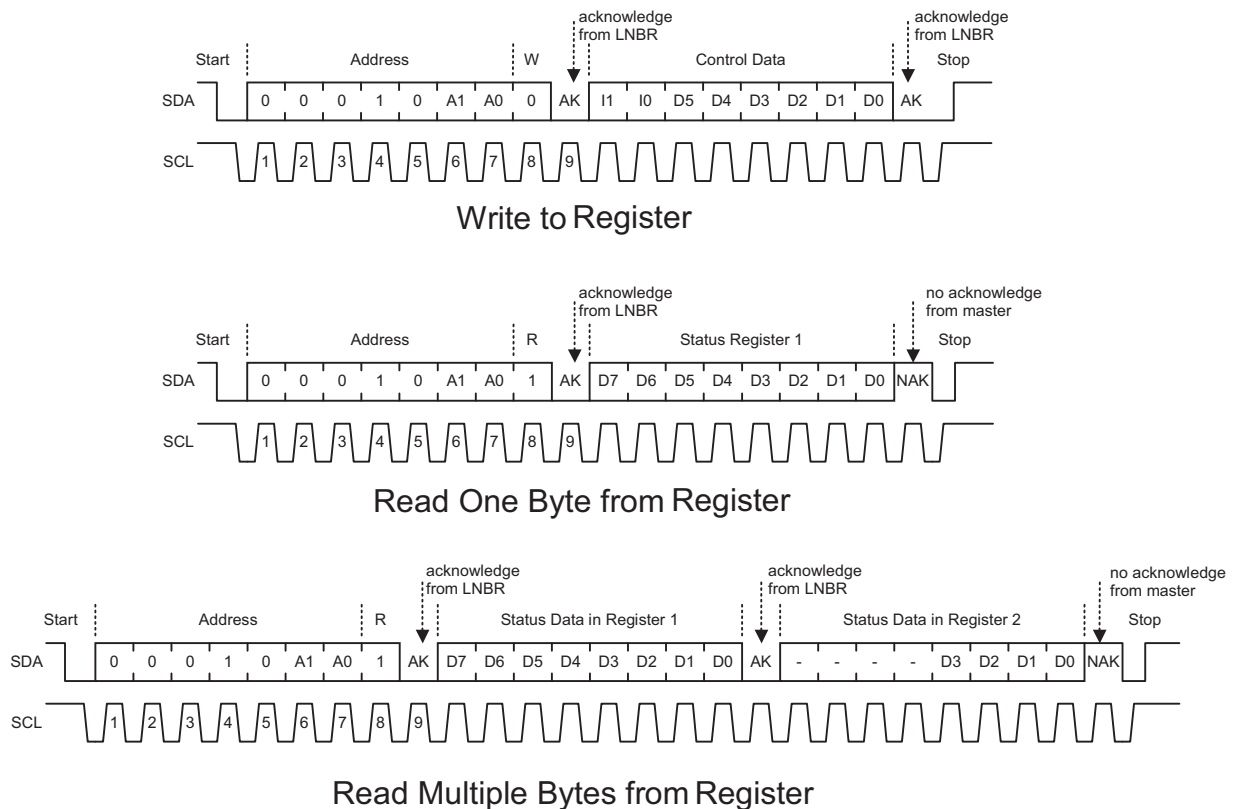 acknowledge
from LNBR
acknowledge
from LNBR
Start Address W Control Data Stop
SDA 0 0 0 1 0 A1 A0 0 AK I1 I0 D5 D4 D3 D2 D1 D0 AK
SCL 1 2 3 4 5 6 7 8 9
Write to Register
acknowledge
from LNBR
no acknowledge
from master
Start Address R Status Register 1 Stop
SDA 0 0 0 1 0 A1 A0 1 AK D7 D6 D5 D4 D3 D2 D1 D0 NAK
SCL 1 2 3 4 5 6 7 8 9
Read One Byte from Register
acknowledge
from LNBR
acknowledge
from LNBR
no acknowledge
from master
Start Address R Status Data in Register 1 Status Data in Register 2 Stop
SDA 0 0 0 1 0 A1 A0 1 AK D7 D6 D5 D4 D3 D2 D1 D0 AK - - - - D3 D2 D1 D0 NAK
SCL 1 2 3 4 5 6 7 8 9
Read Multiple Bytes from Register